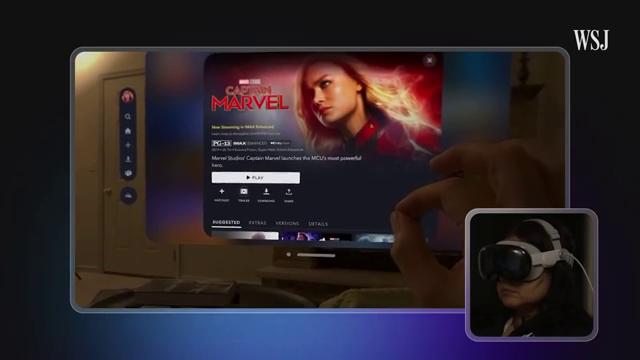 WSJ
MARVEL STUDIOS
CAPTAIN
MARVEL
Now Streaming in IMAX Enhanced
PG-13 IMAX ENHANCED
Marvel Studios' Captain Marvel launches the MCU's most powerful
hero.
PLAY
WATCHLIST TRAILER DOWNLOAD SHARE
SUGGESTED EXTRAS VERSIONS DETAILS